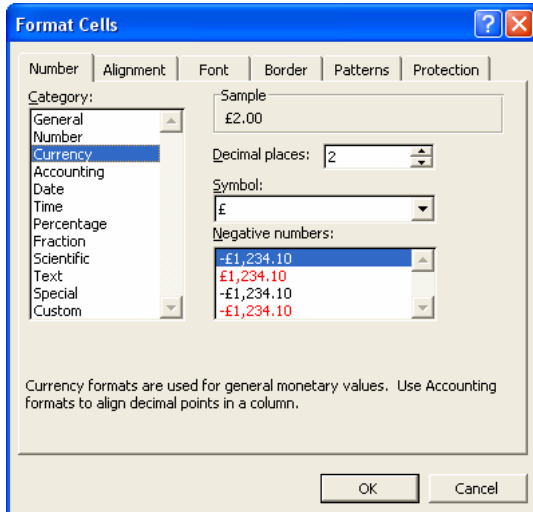 Format Cells
Number Alignment Font Border Patterns Protection
Category:
General
Number
Currency
Accounting
Date
Time
Percentage
Fraction
Scientific
Text
Special
Custom
Sample
£2.00
Decimal places: 2
Symbol:
£
Negative numbers:
-£1,234.10
£1,234.10
-£1,234.10
-£1,234.10
Currency formats are used for general monetary values. Use Accounting
formats to align decimal points in a column.
OK Cancel